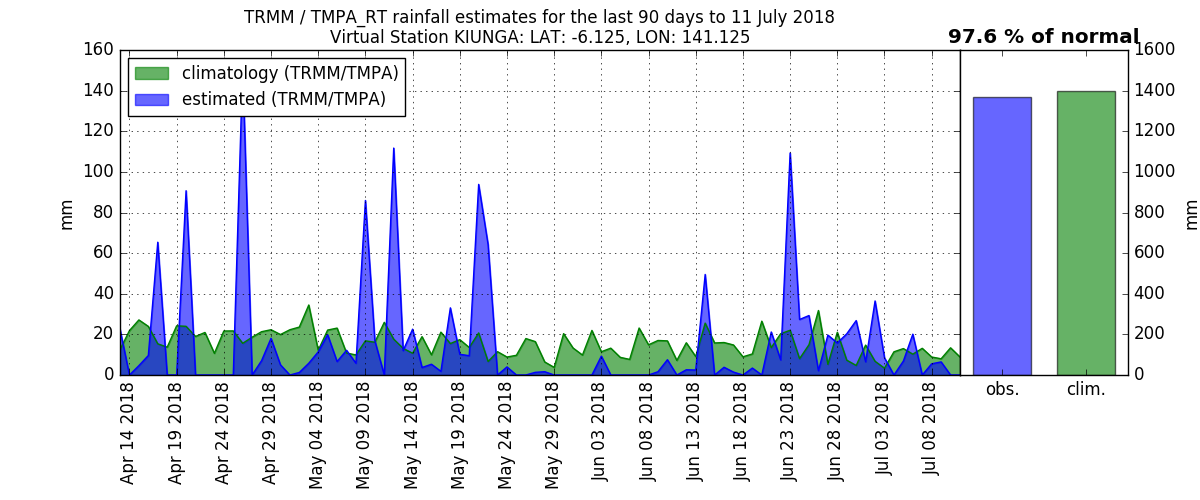 TRMM / TMPA_RT rainfall estimates for the last 90 days to 11 July 2018
Virtual Station KIUNGA: LAT: -6.125, LON: 141.125
97.6 % of normal
climatology (TRMM/TMPA)
estimated (TRMM/TMPA)
160
140
120
100
80
60
40
20
0
mm
1600
1400
1200
1000
800
600
400
200
0
mm
Apr 14 2018
Apr 19 2018
Apr 24 2018
Apr 29 2018
May 04 2018
May 09 2018
May 14 2018
May 19 2018
May 24 2018
May 29 2018
Jun 03 2018
Jun 08 2018
Jun 13 2018
Jun 18 2018
Jun 23 2018
Jun 28 2018
Jul 03 2018
Jul 08 2018
obs.
clim.